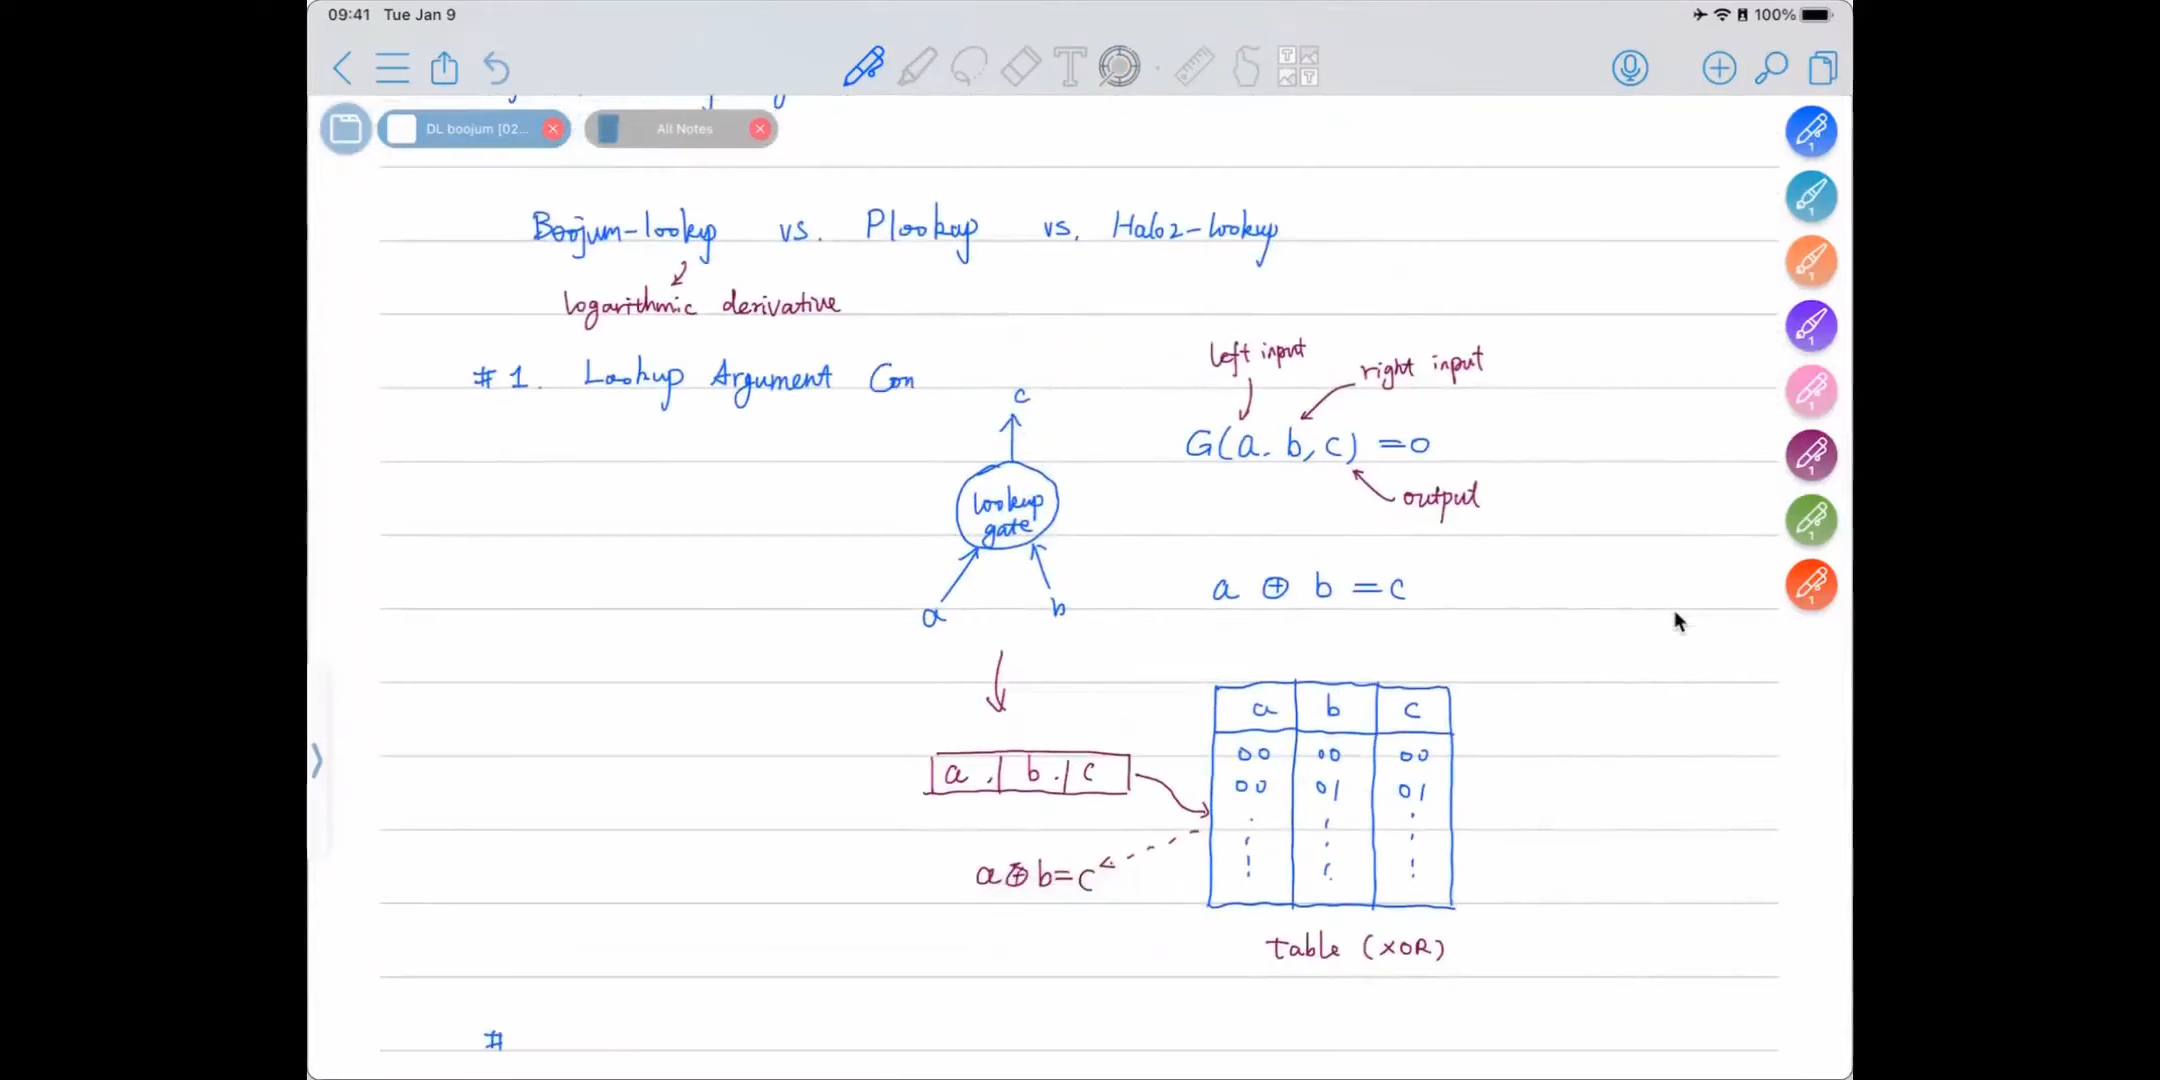 09:41 Tue Jan 9
100%
DL boojum [02...
All Notes
Boojum-lookup vs. Plookup vs. Halo2-lookup
logarithmic derivative
left input
right input
#1. Lookup Argument Con
c
G(a, b, c) = 0
lookup
gate
output
a ⊕ b = c
a b
a b c
00 00 00
00 01 01
a, b, c
a ⊕ b = c
Table (XOR)
#